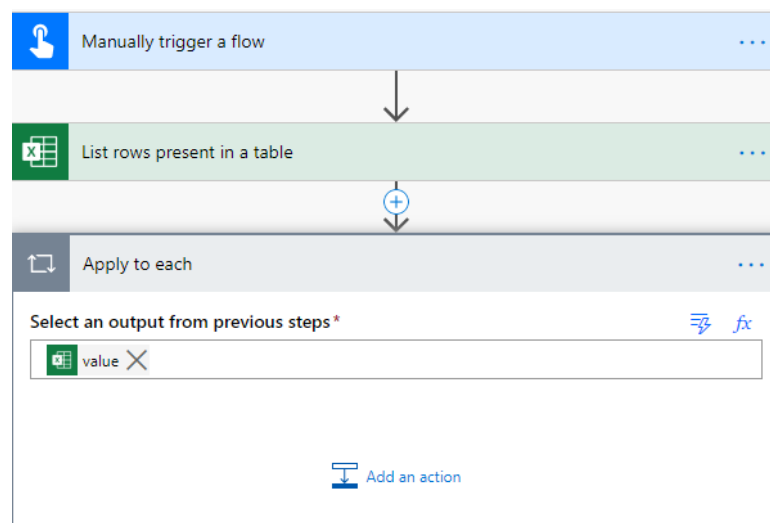 Manually trigger a flow
List rows present in a table
Apply to each
Select an output from previous steps*
fx
value
Add an action